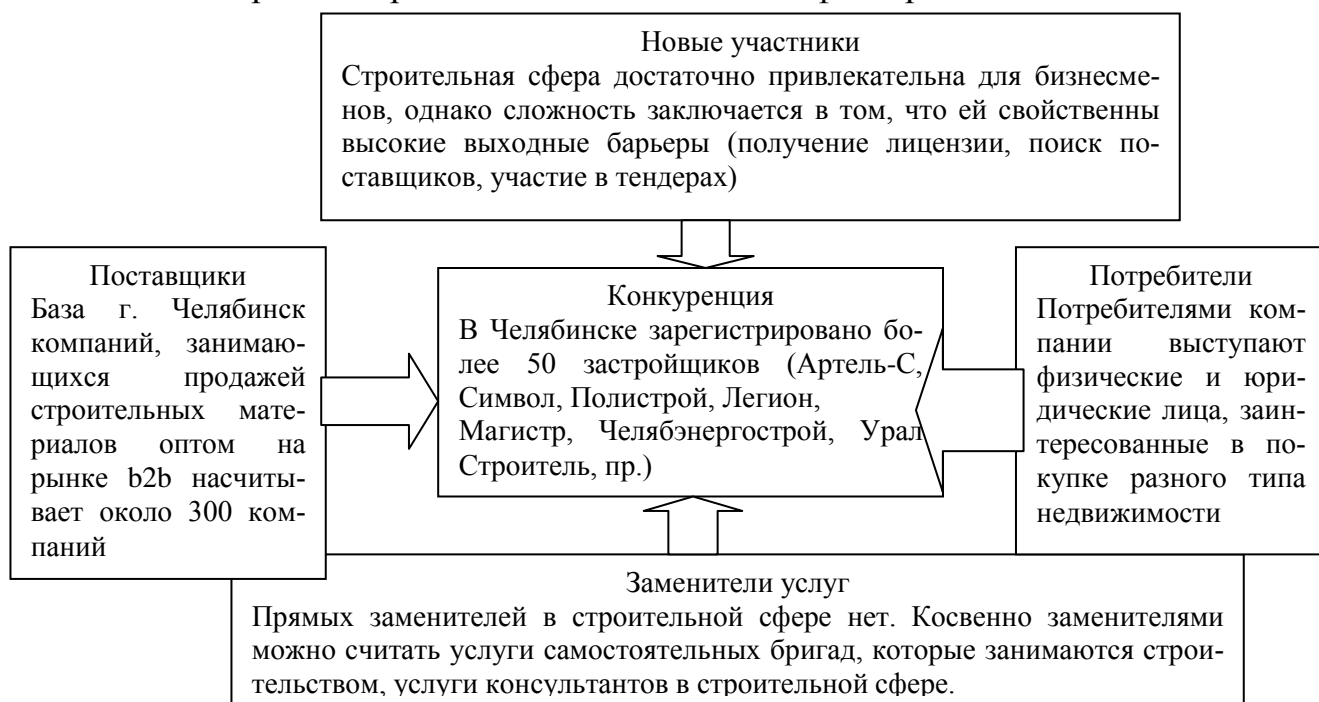 Новые участники
Строительная сфера достаточно привлекательна для бизнесме-
нов, однако сложность заключается в том, что ей свойственны
высокие выходные барьеры (получение лицензии, поиск по-
ставщиков, участие в тендерах)
Поставщики
База г. Челябинск
компаний, занимаю-
щихся продажей
строительных мате-
риалов оптом на
рынке b2b насчиты-
вает около 300 ком-
паний
Конкуренция
В Челябинске зарегистрировано бо-
лее 50 застройщиков (Артель-С,
Символ, Полистрой, Легион,
Магистр, Челябэнергострой, Урал
Строитель, пр.)
Потребители
Потребителями ком-
пании выступают
физические и юри-
дические лица, заин-
тересованные в по-
купке разного типа
недвижимости
Заменители услуг
Прямых заменителей в строительной сфере нет. Косвенно заменителями
можно считать услуги самостоятельных бригад, которые занимаются строи-
тельством, услуги консультантов в строительной сфере.